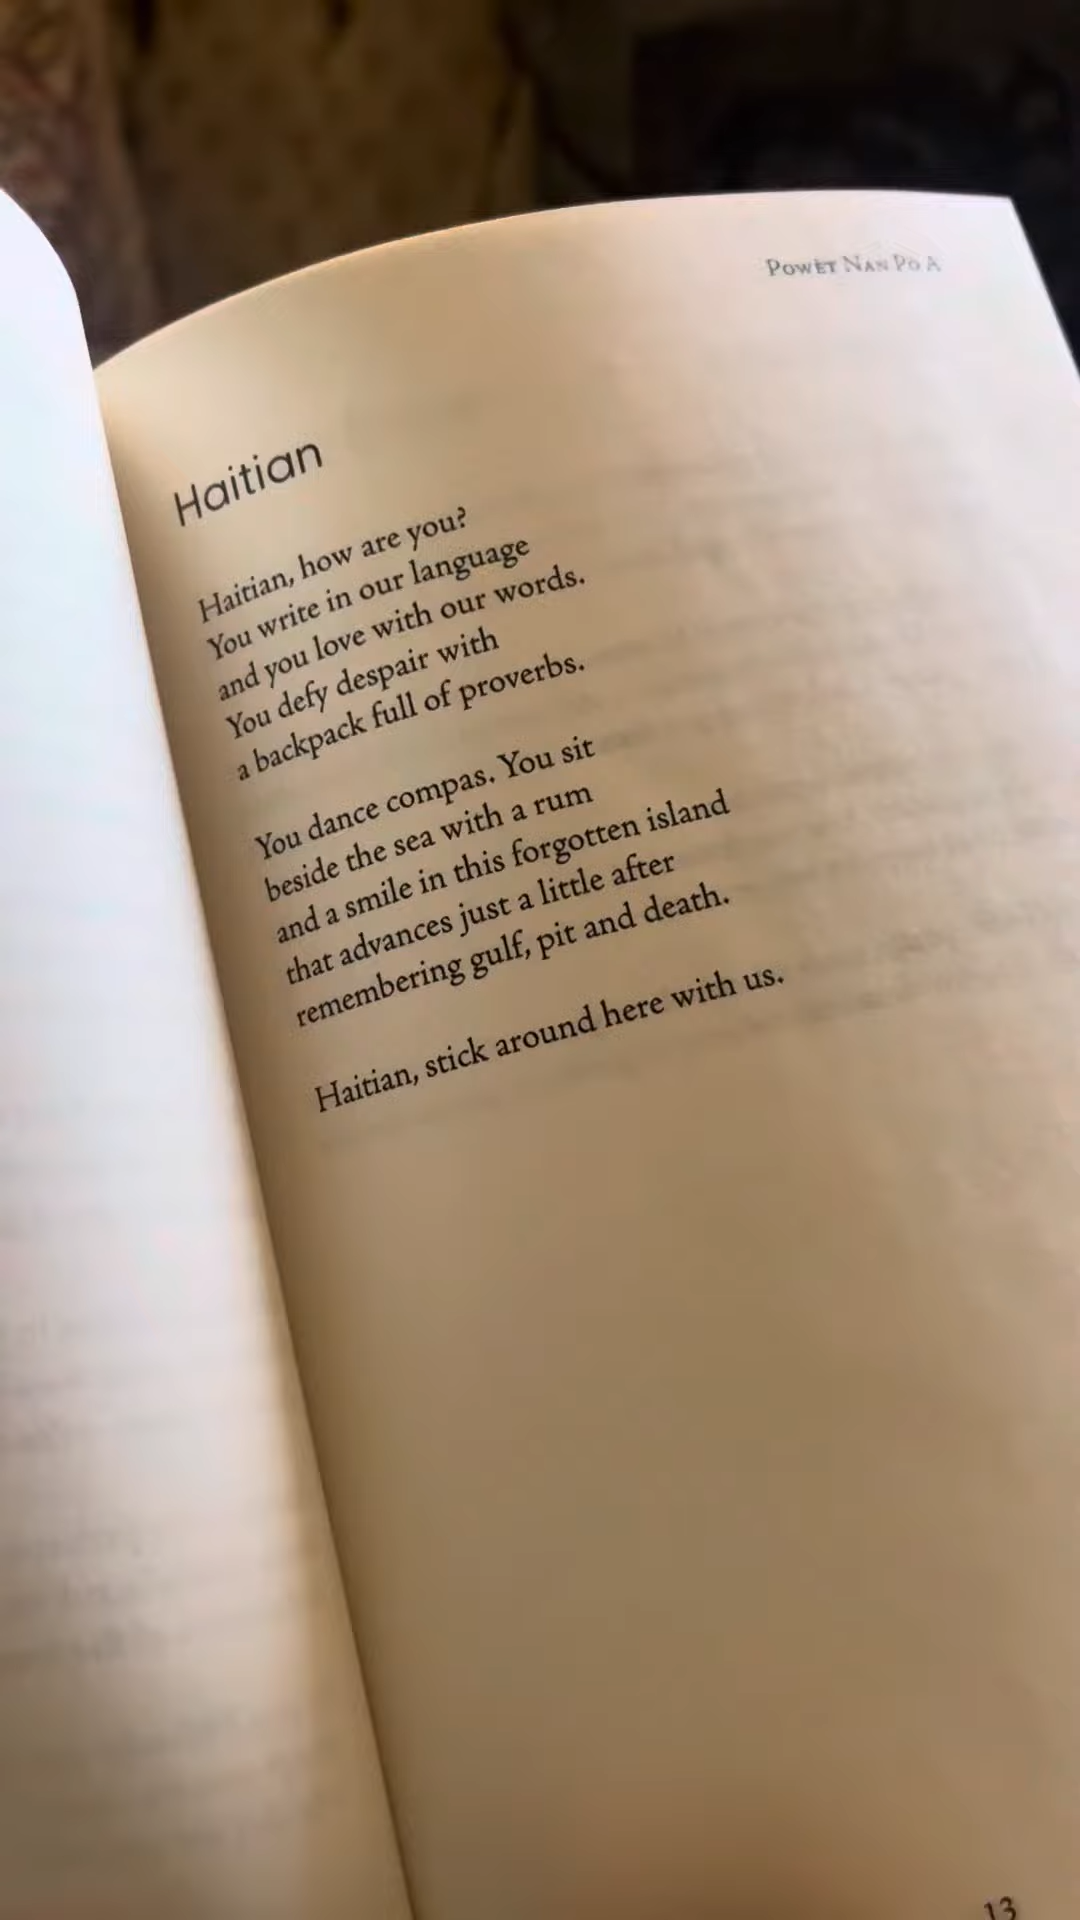 Powèt Nan Po A
Haitian
Haitian, how are you?
You write in our language
and you love with our words.
You defy despair with
a backpack full of proverbs.
You dance compas. You sit
beside the sea with a rum
and a smile in this forgotten island
that advances just a little after
remembering gulf, pit and death.
Haitian, stick around here with us.
13